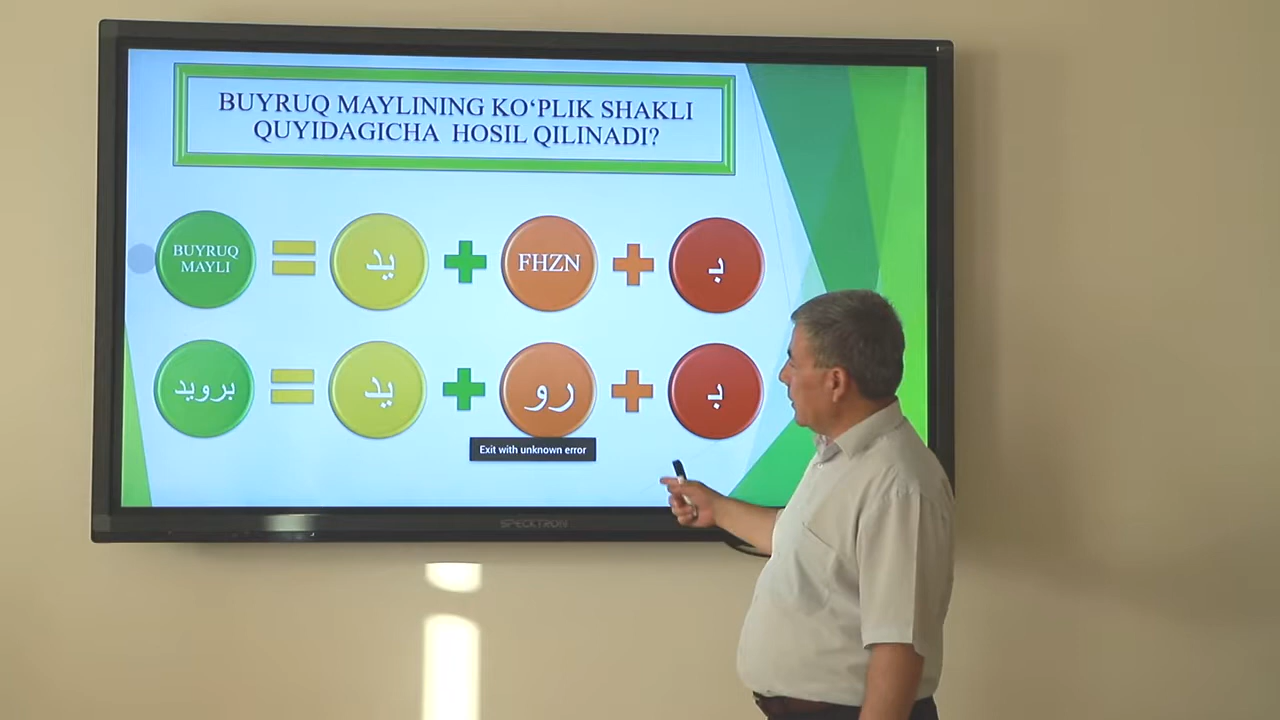 BUYRUQ MAYLINING KO‘PLIK SHAKLI
QUYIDAGICHA HOSIL QILINADI?
BUYRUQ
MAYLI
=
ید
+
FHZN
+
بـ
بروید
=
ید
+
رو
+
بـ
Exit with unknown error
SPECKTRON